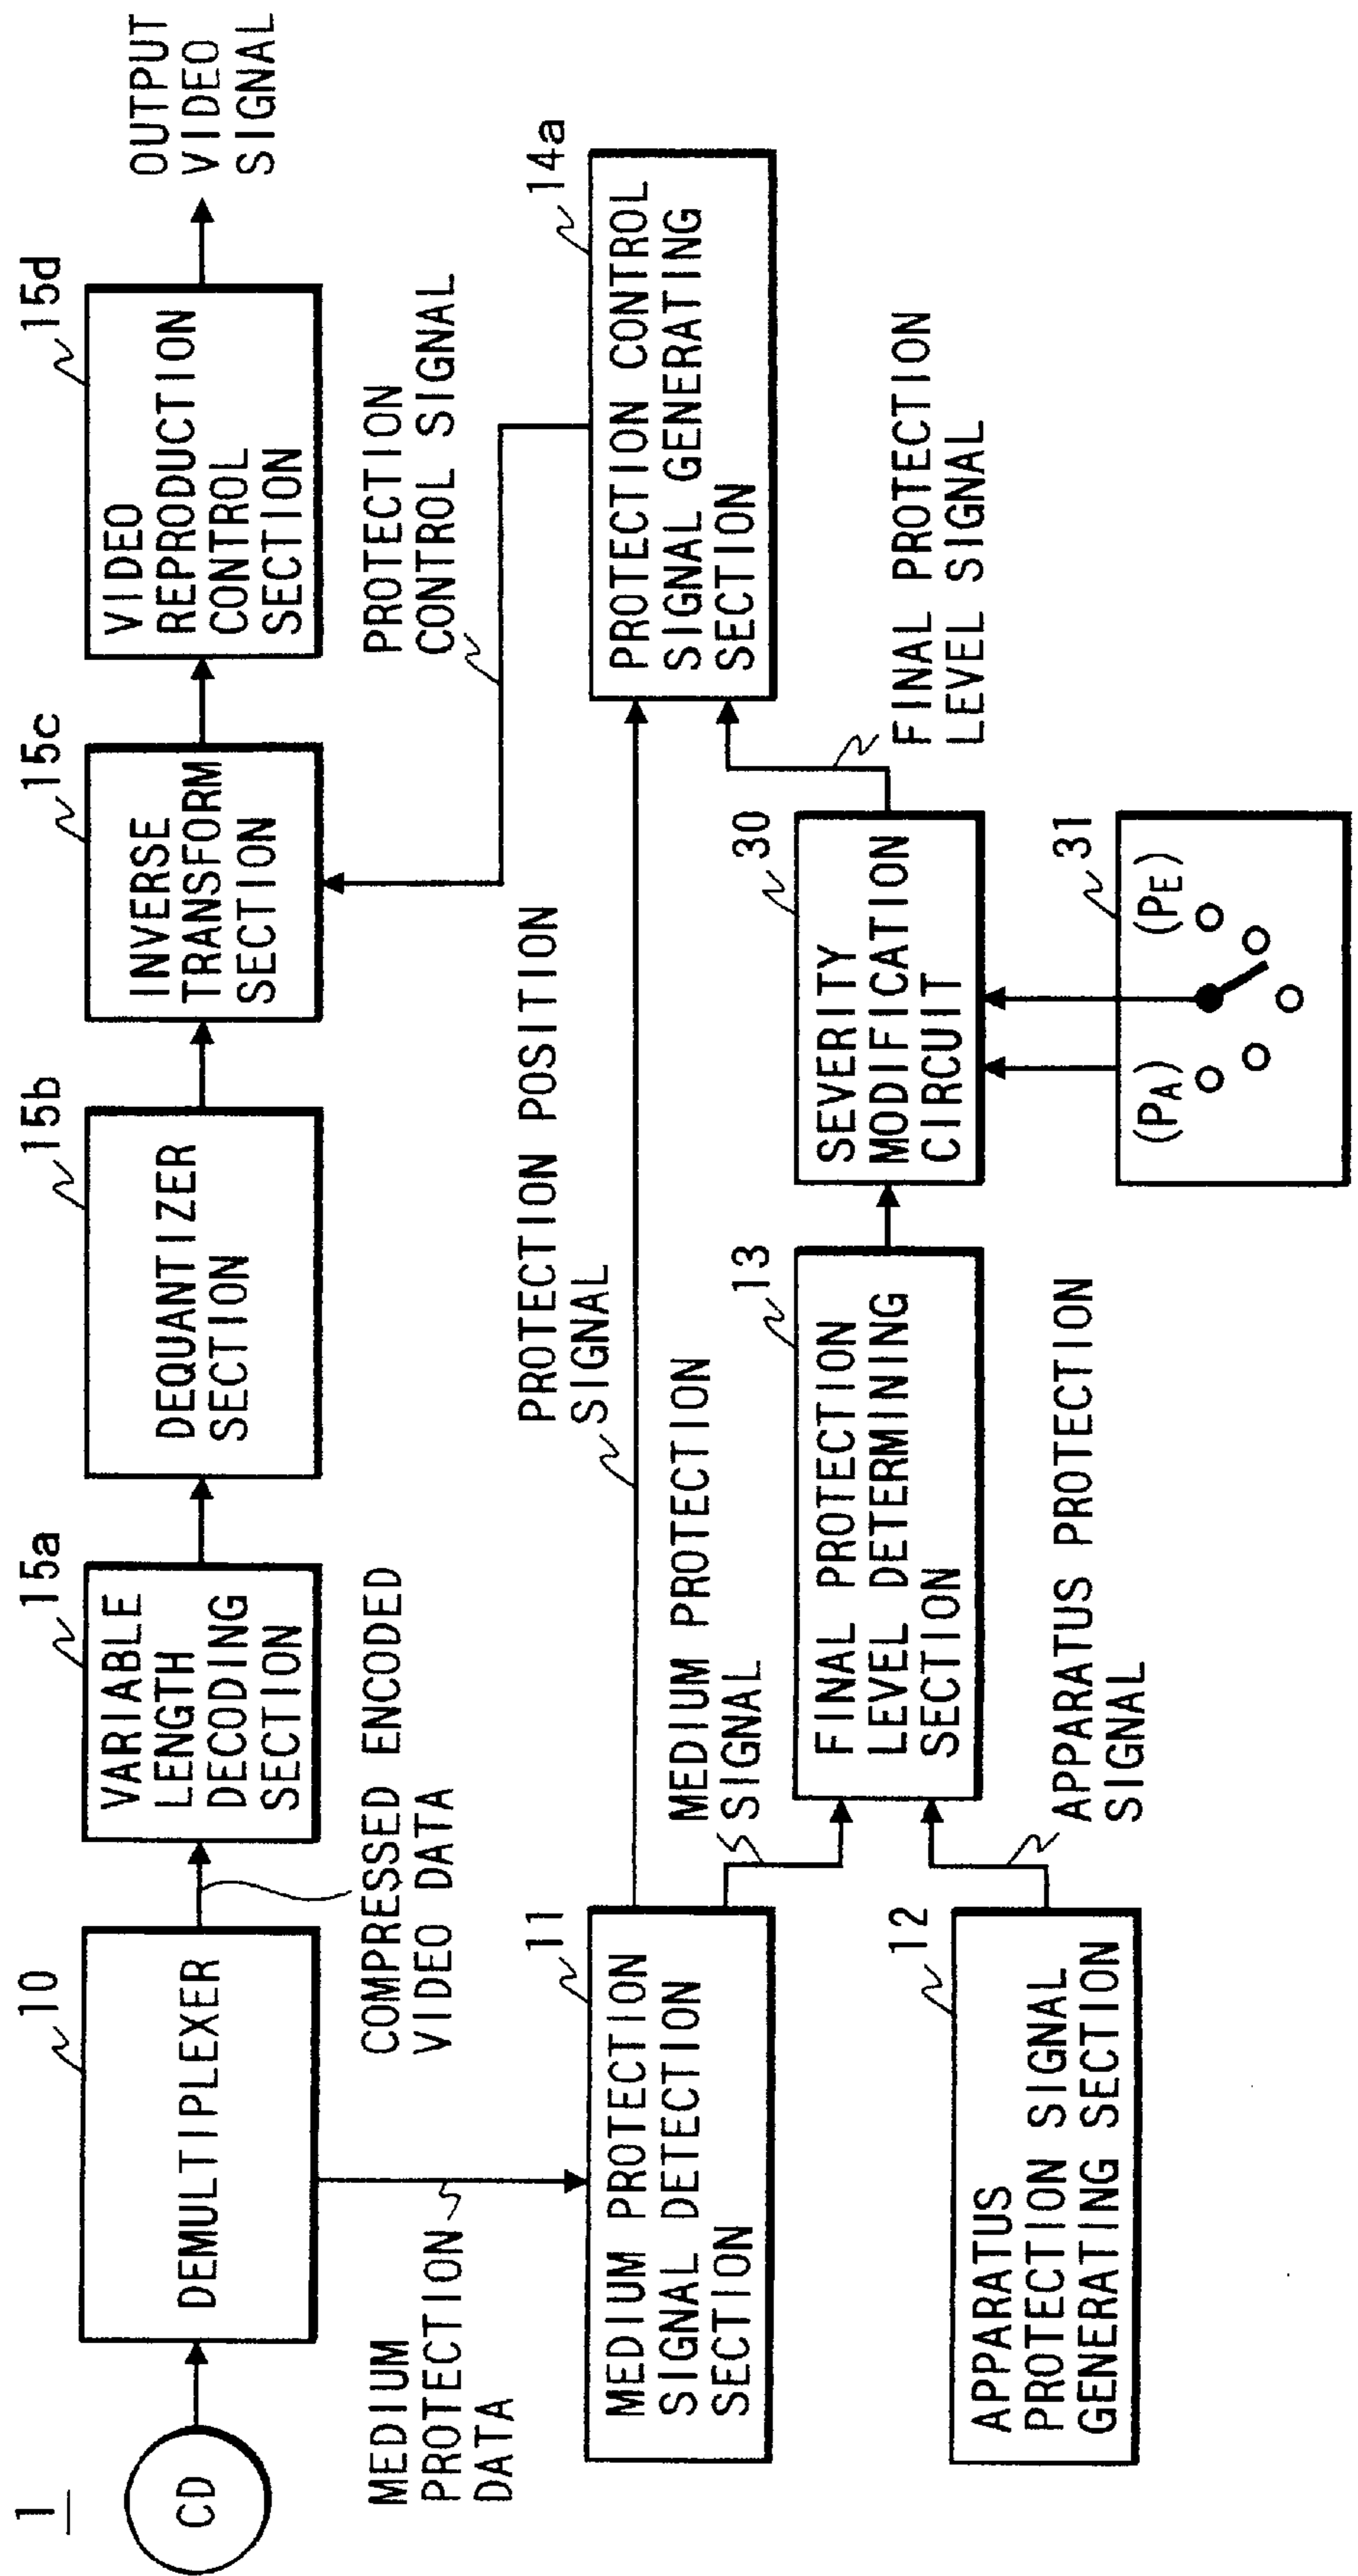 1
CD
10
DEMULTIPLEXER
COMPRESSED ENCODED
VIDEO DATA
15a
VARIABLE
LENGTH
DECODING
SECTION
15b
DEQUANTIZER
SECTION
15c
INVERSE
TRANSFORM
SECTION
15d
VIDEO
REPRODUCTION
CONTROL
SECTION
OUTPUT
VIDEO
SIGNAL
MEDIUM
PROTECTION
DATA
PROTECTION
CONTROL SIGNAL
11
MEDIUM PROTECTION
SIGNAL DETECTION
SECTION
PROTECTION POSITION
SIGNAL
14a
PROTECTION CONTROL
SIGNAL GENERATING
SECTION
MEDIUM PROTECTION
SIGNAL
13
FINAL PROTECTION
LEVEL DETERMINING
SECTION
30
SEVERITY
MODIFICATION
CIRCUIT
FINAL PROTECTION
LEVEL SIGNAL
12
APPARATUS
PROTECTION SIGNAL
GENERATING SECTION
APPARATUS PROTECTION
SIGNAL
31
(PA) (PE)